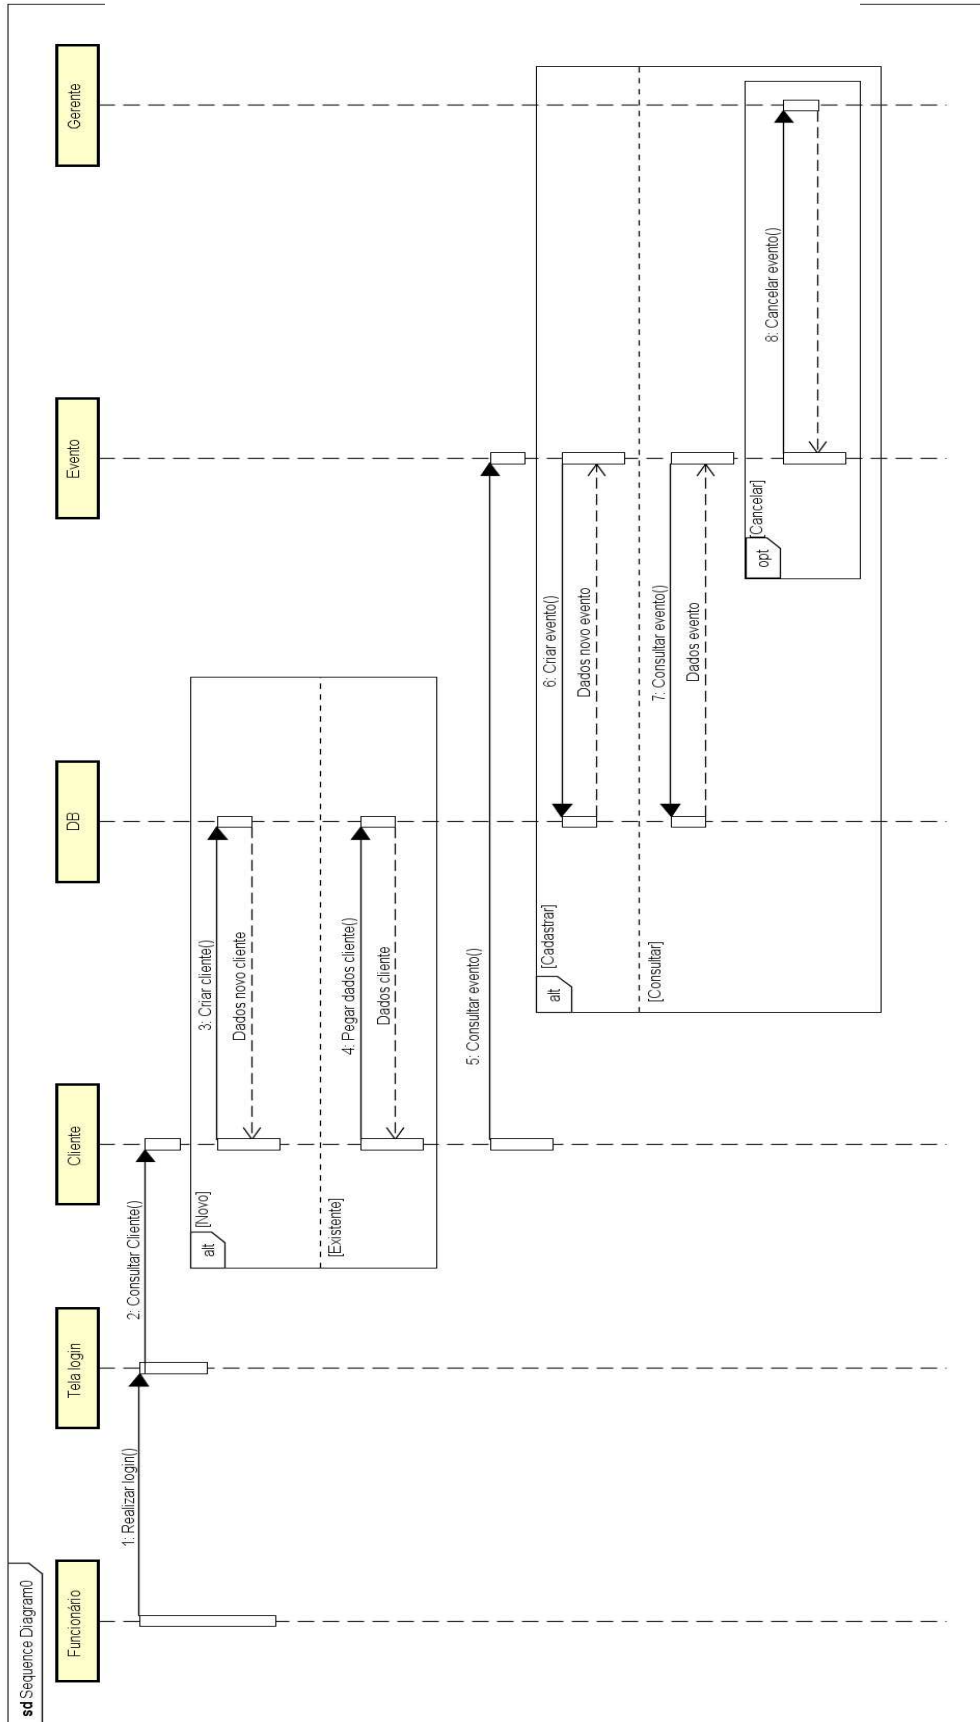 sd Sequence Diagram0
Funcionário
Tela login
Cliente
DB
Evento
Gerente
1: Realizar login()
2: Consultar Cliente()
alt
[Novo]
3: Criar cliente()
Dados novo cliente
[Existente]
4: Pegar dados cliente()
Dados cliente
5: Consultar evento()
alt
[Cadastrar]
6: Criar evento()
Dados novo evento
[Consultar]
7: Consultar evento()
Dados evento
opt
[Cancelar]
8: Cancelar evento()